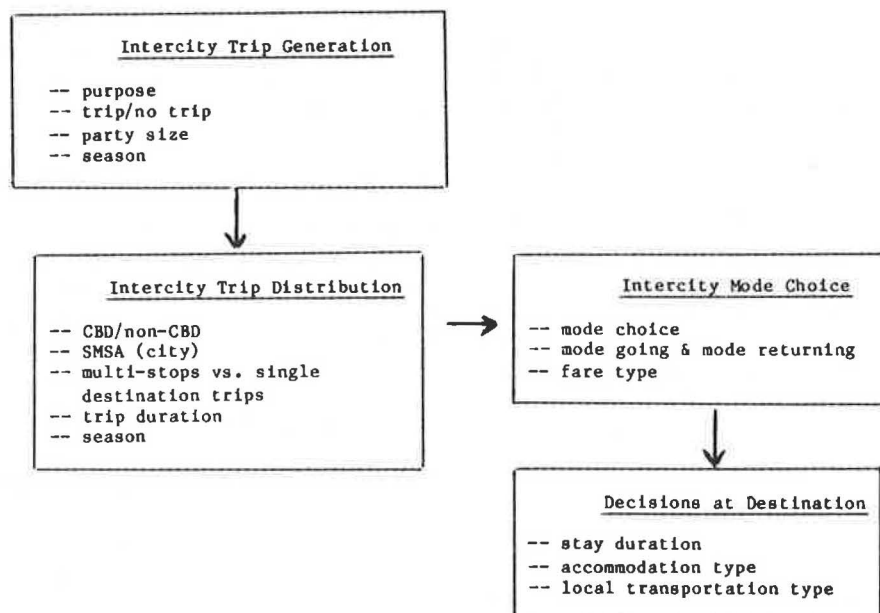 Intercity Trip Generation
-- purpose
-- trip/no trip
-- party size
-- season
Intercity Trip Distribution
-- CBD/non-CBD
-- SMSA (city)
-- multi-stops vs. single
destination trips
-- trip duration
-- season
Intercity Mode Choice
-- mode choice
-- mode going & mode returning
-- fare type
Decisions at Destination
-- stay duration
-- accommodation type
-- local transportation type